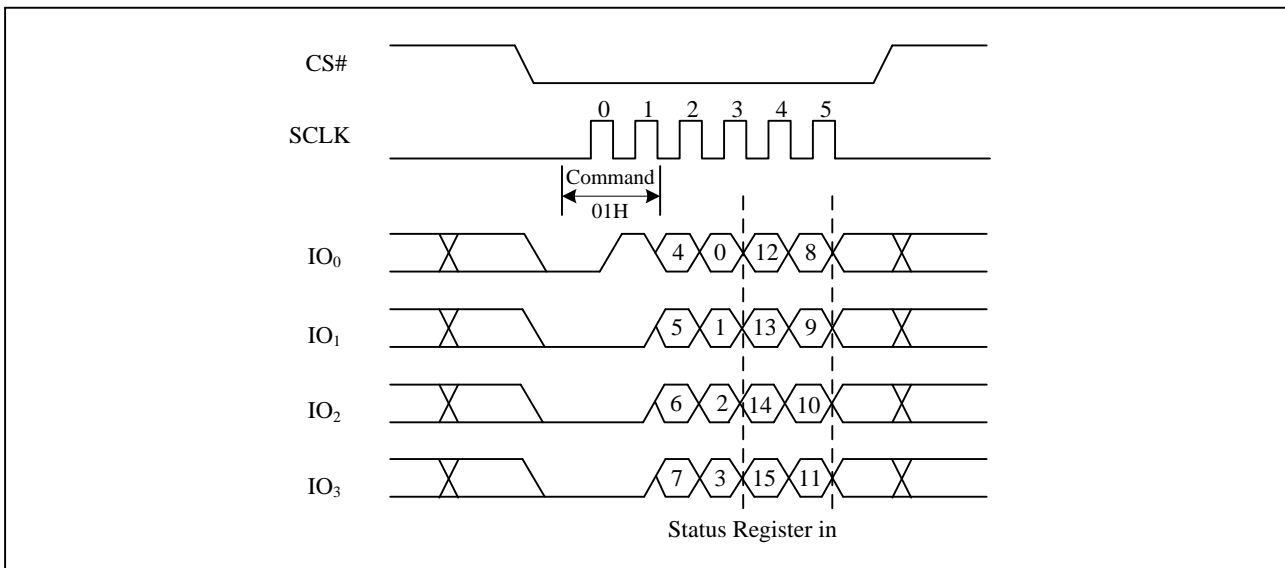 CS#
0 1 2 3 4 5
SCLK
Command
01H
IO₀ 4 0 12 8
IO₁ 5 1 13 9
IO₂ 6 2 14 10
IO₃ 7 3 15 11
Status Register in